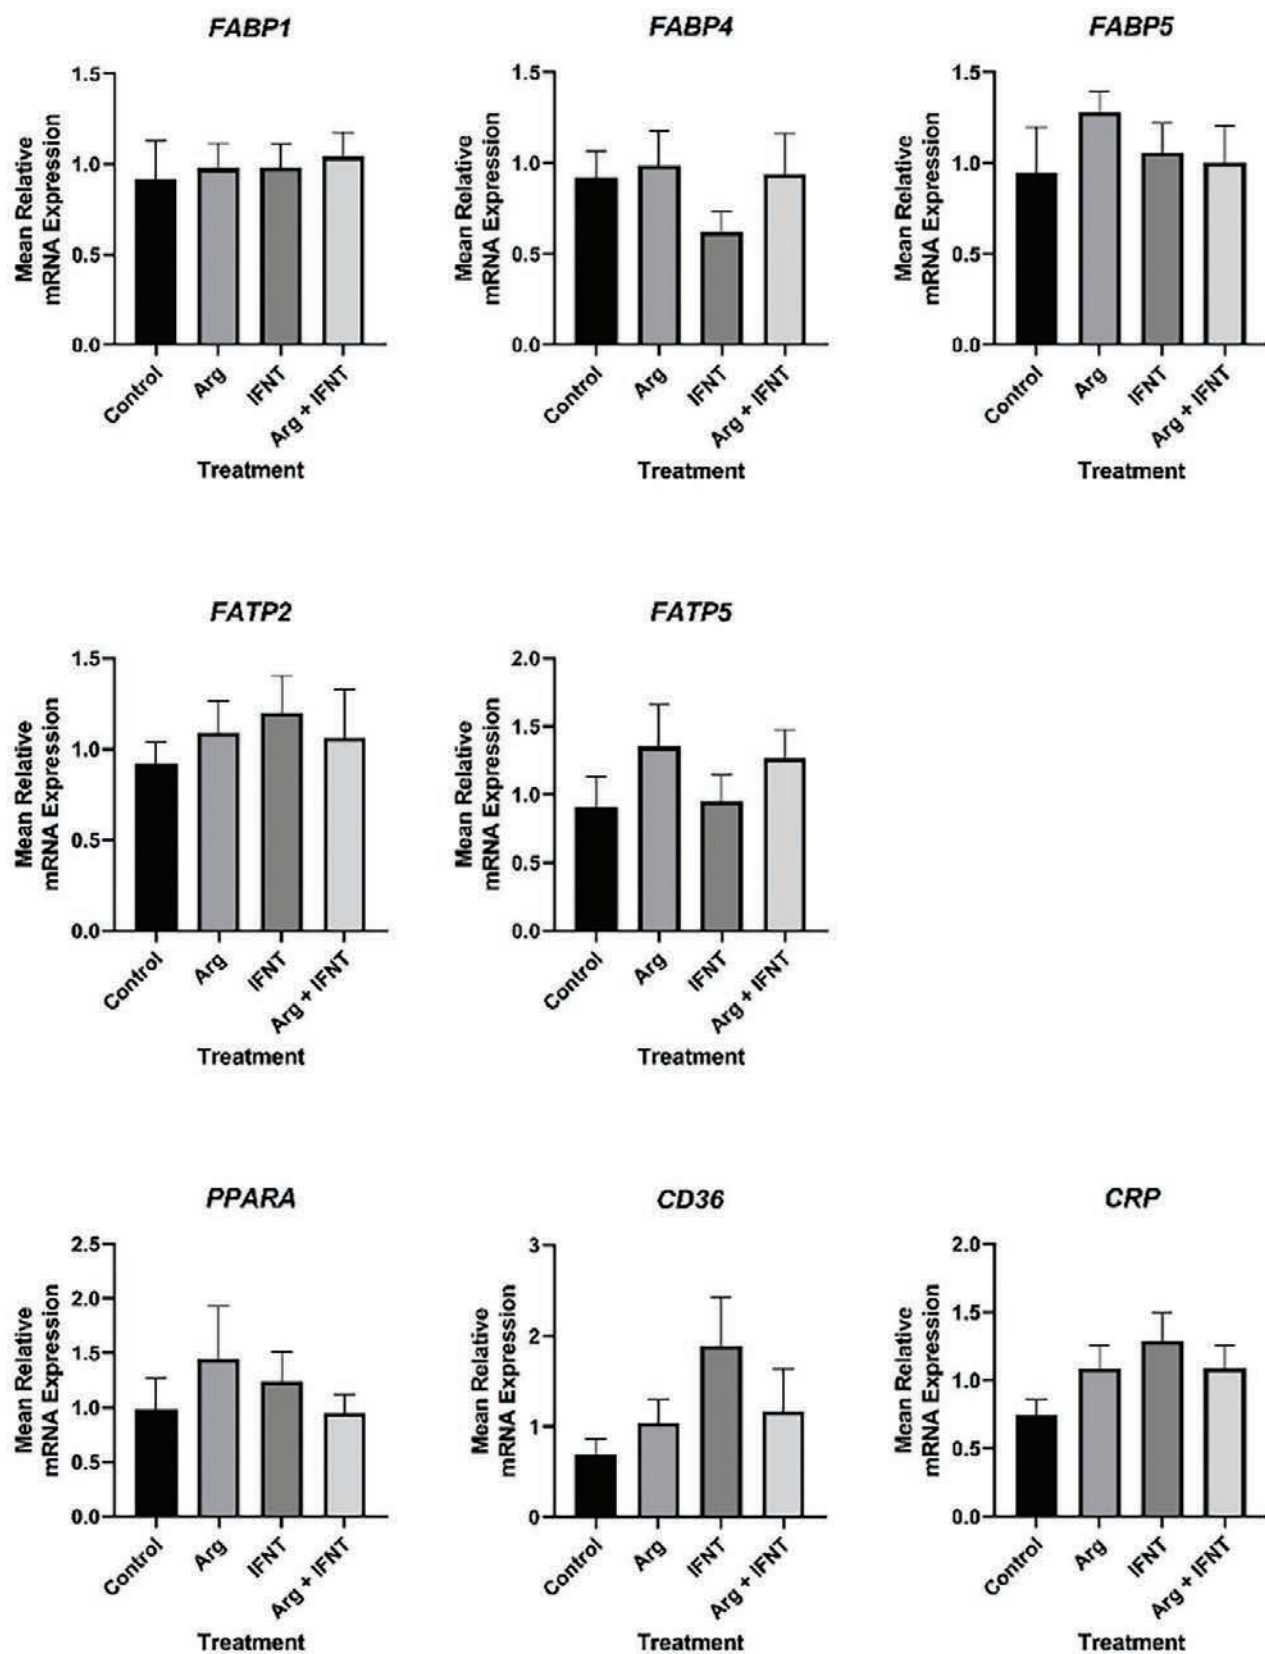 FABP1
FABP4
FABP5
Mean Relative
mRNA Expression
1.5
1.0
0.5
0.0
Control
Arg
IFNT
Arg + IFNT
Treatment
Mean Relative
mRNA Expression
1.5
1.0
0.5
0.0
Control
Arg
IFNT
Arg + IFNT
Treatment
Mean Relative
mRNA Expression
1.5
1.0
0.5
0.0
Control
Arg
IFNT
Arg + IFNT
Treatment
FATP2
FATP5
Mean Relative
mRNA Expression
1.5
1.0
0.5
0.0
Control
Arg
IFNT
Arg + IFNT
Treatment
Mean Relative
mRNA Expression
2.0
1.5
1.0
0.5
0.0
Control
Arg
IFNT
Arg + IFNT
Treatment
PPARA
CD36
CRP
Mean Relative
mRNA Expression
2.5
2.0
1.5
1.0
0.5
0.0
Control
Arg
IFNT
Arg + IFNT
Treatment
Mean Relative
mRNA Expression
3
2
1
0
Control
Arg
IFNT
Arg + IFNT
Treatment
Mean Relative
mRNA Expression
2.0
1.5
1.0
0.5
0.0
Control
Arg
IFNT
Arg + IFNT
Treatment